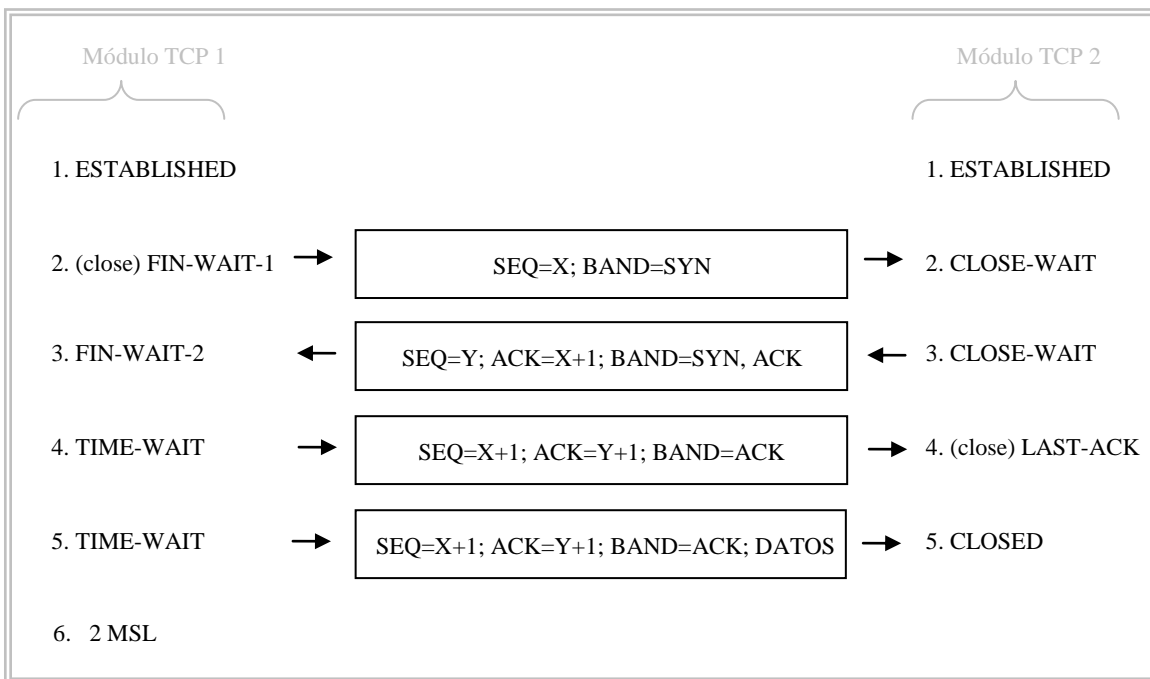 Módulo TCP 1 Módulo TCP 2
1. ESTABLISHED 1. ESTABLISHED
2. (close) FIN-WAIT-1 SEQ=X; BAND=SYN 2. CLOSE-WAIT
3. FIN-WAIT-2 SEQ=Y; ACK=X+1; BAND=SYN, ACK 3. CLOSE-WAIT
4. TIME-WAIT SEQ=X+1; ACK=Y+1; BAND=ACK 4. (close) LAST-ACK
5. TIME-WAIT SEQ=X+1; ACK=Y+1; BAND=ACK; DATOS 5. CLOSED
6. 2 MSL